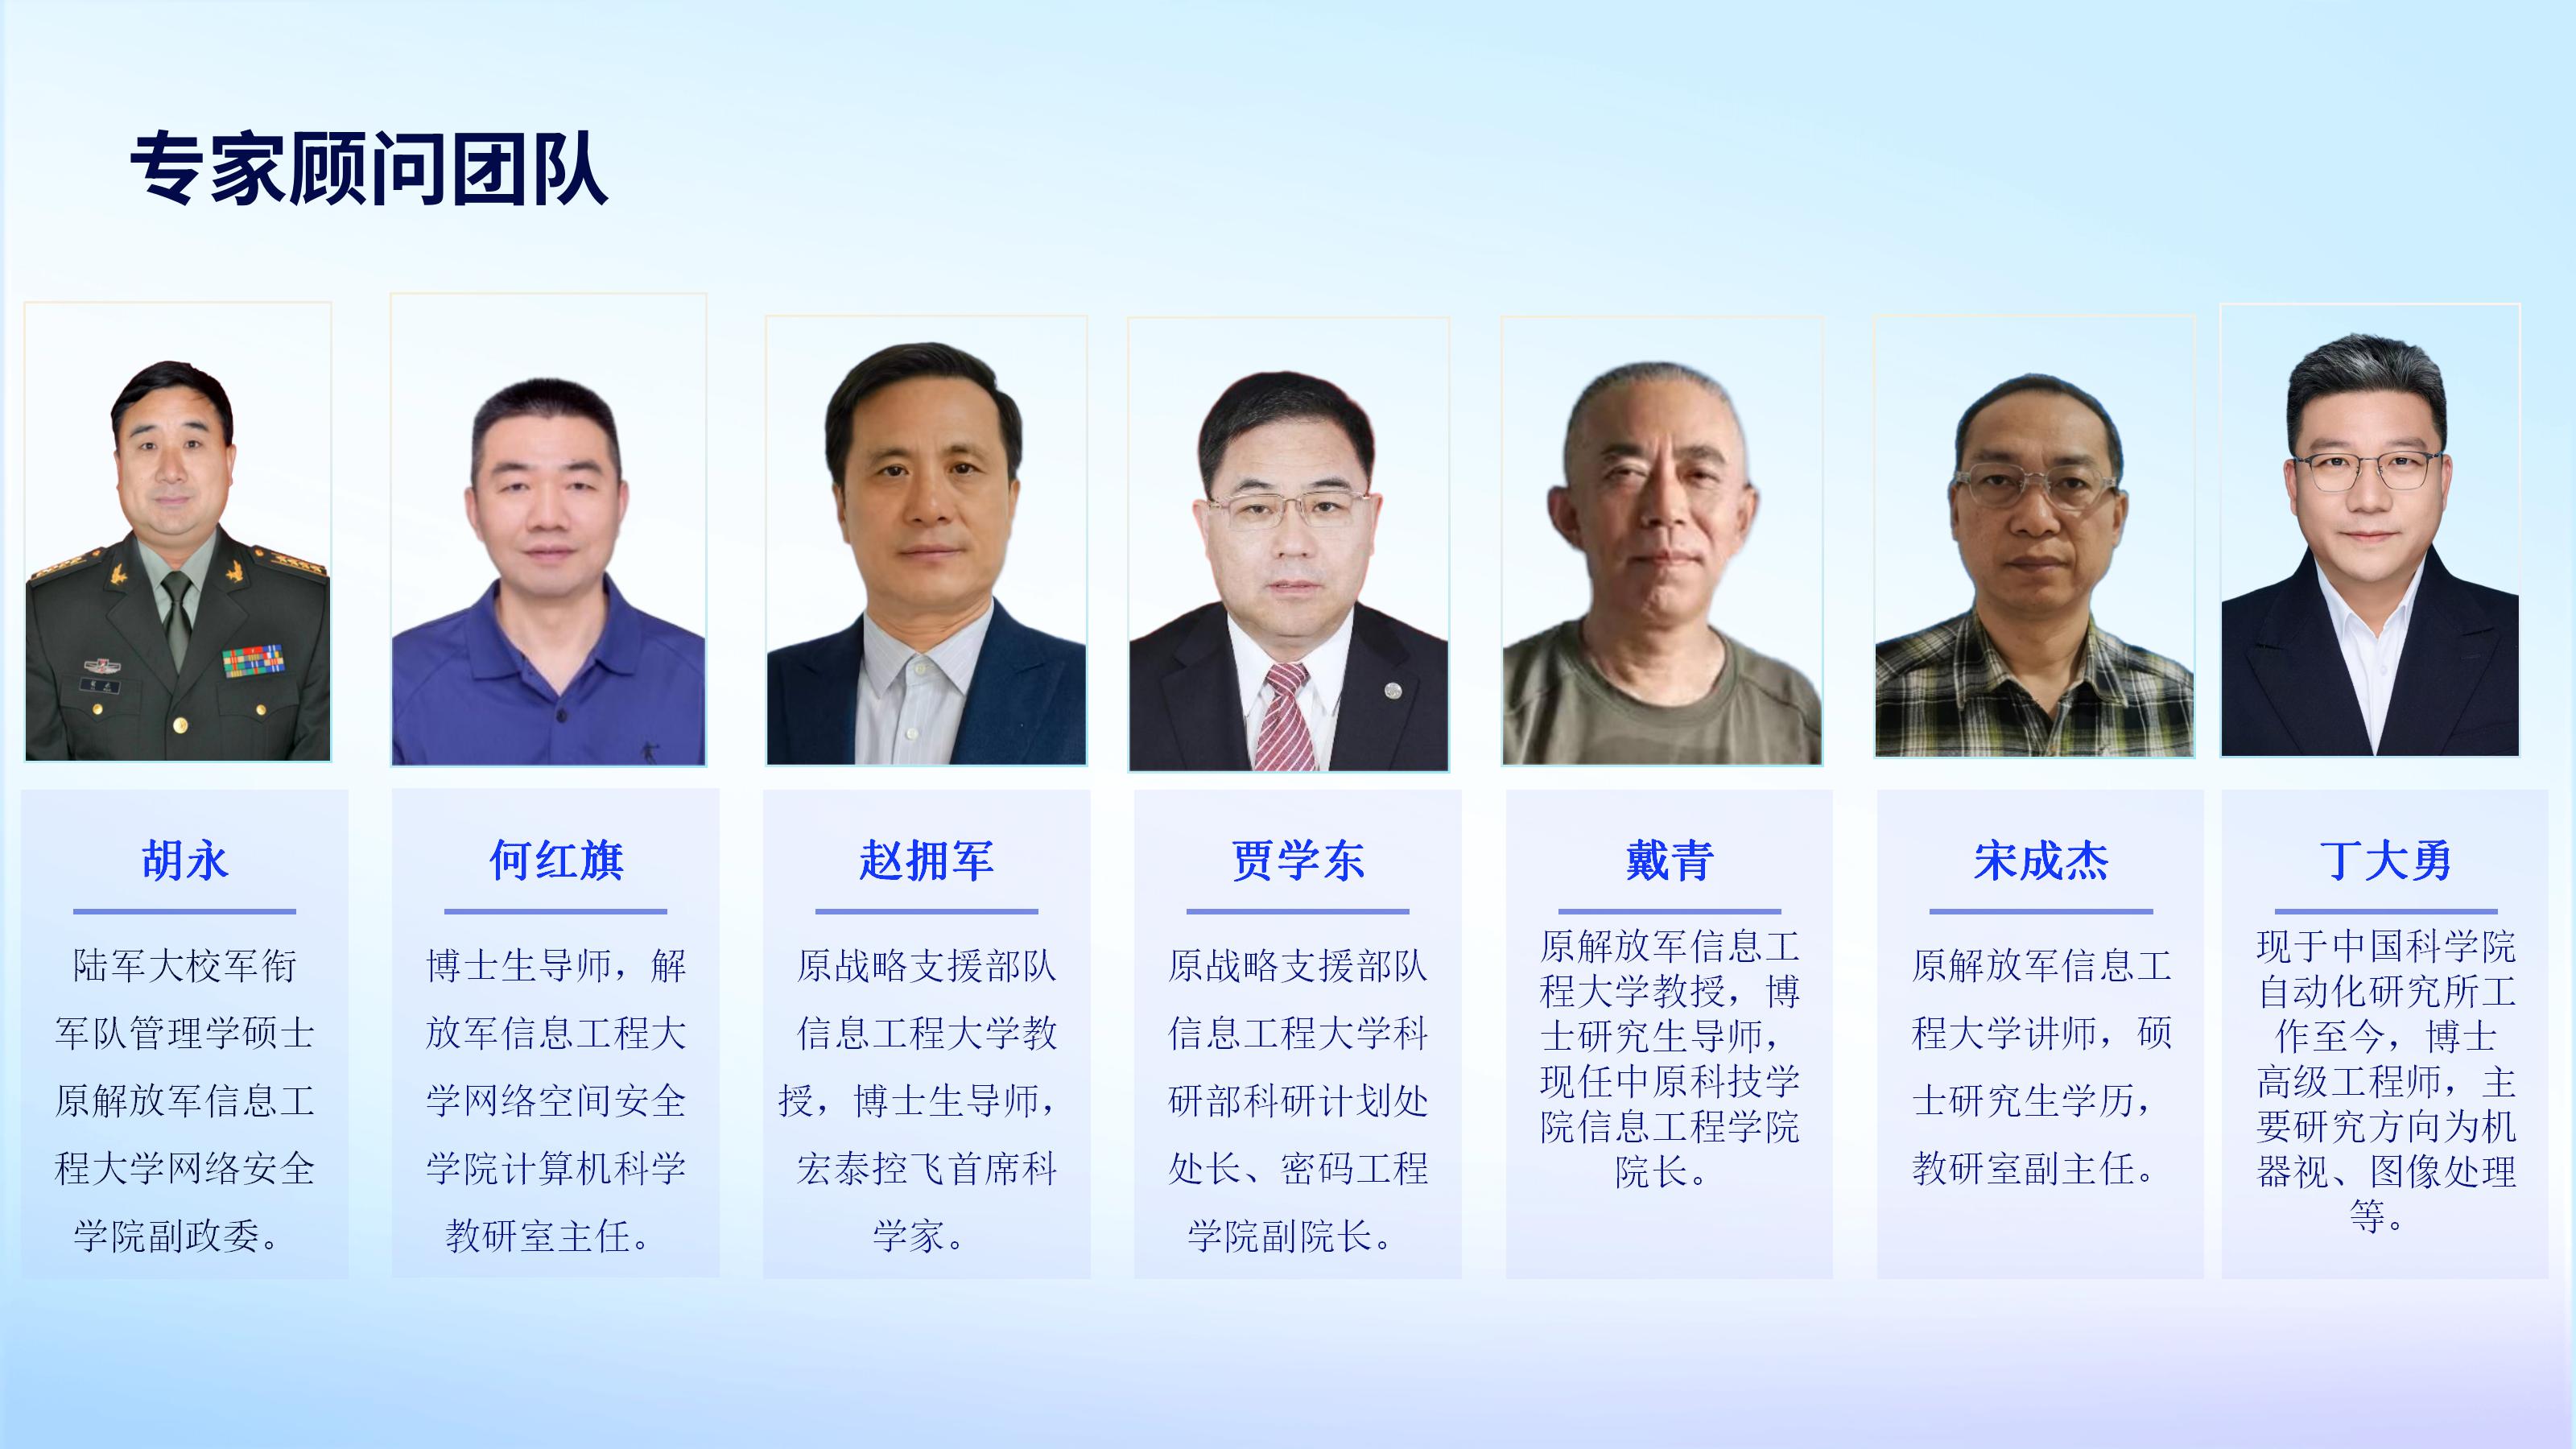 专家顾问团队
胡永
陆军大校军衔
军队管理学硕士
原解放军信息工
程大学网络安全
学院副政委。
何红旗
博士生导师，解
放军信息工程大
学网络空间安全
学院计算机科学
教研室主任。
赵拥军
原战略支援部队
信息工程大学教
授，博士生导师，
宏泰控飞首席科
学家。
贾学东
原战略支援部队
信息工程大学科
研部科研计划处
处长、密码工程
学院副院长。
戴青
原解放军信息工
程大学教授，博
士研究生导师，
现任中原科技学
院信息工程学院
院长。
宋成杰
原解放军信息工
程大学讲师，硕
士研究生学历，
教研室副主任。
丁大勇
现于中国科学院
自动化研究所工
作至今，博士
高级工程师，主
要研究方向为机
器视、图像处理
等。